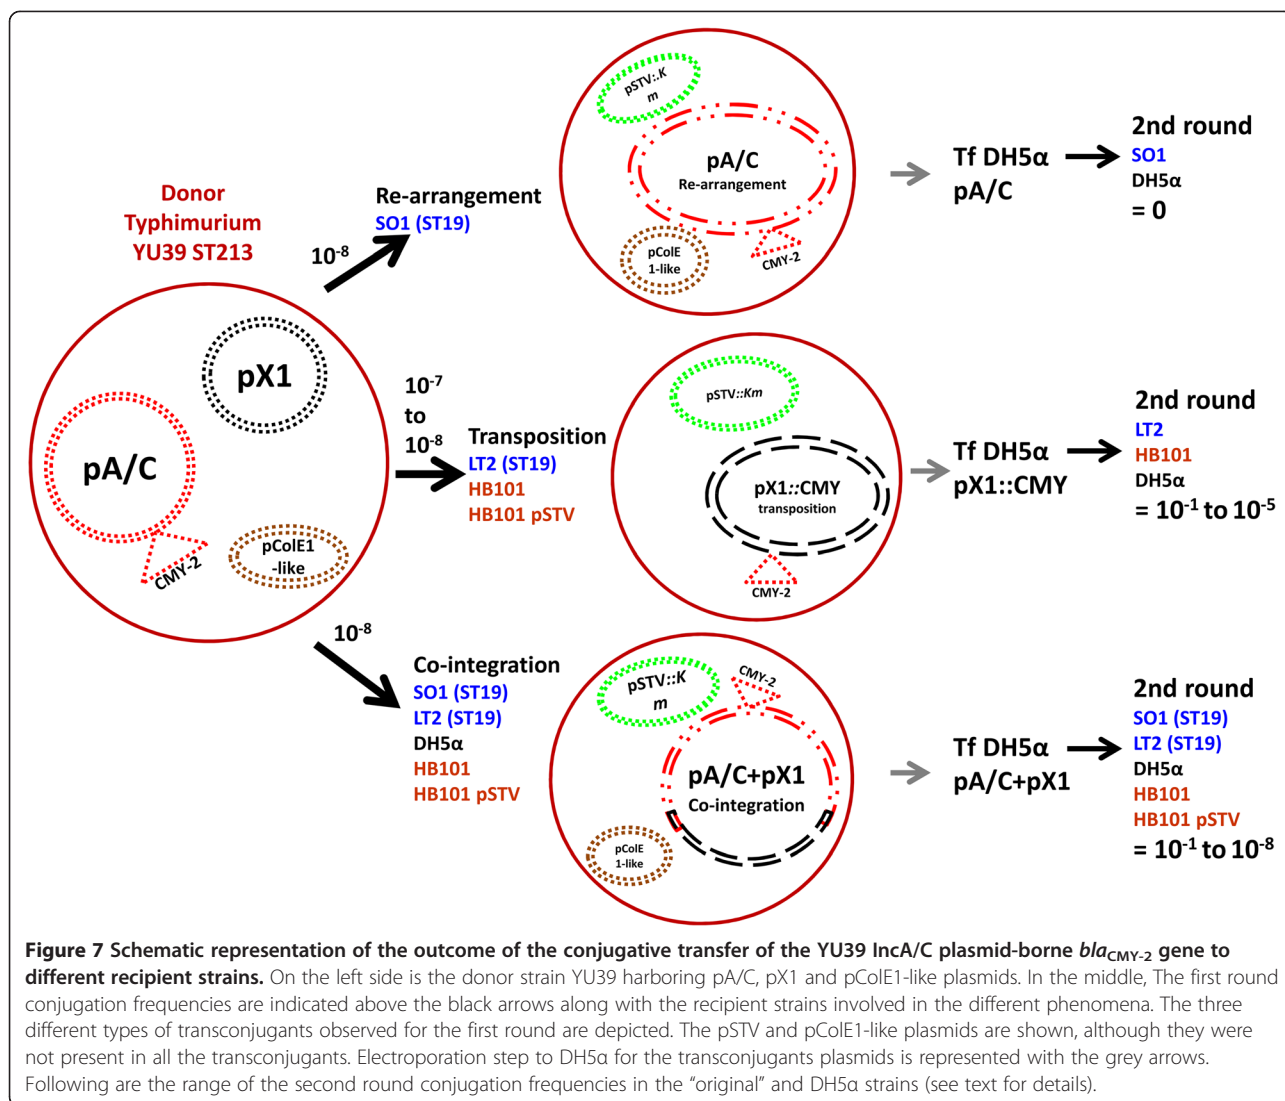 Donor
Typhimurium
YU39 ST213
pX1
pA/C
CMY-2
pColE1
-like
10-8
Re-arrangement
SO1 (ST19)
pSTV::K
m
pA/C
Re-arrangement
pColE
1-like
CMY-2
Tf DH5α
pA/C
2nd round
SO1
DH5α
= 0
10-7
to
10-8
Transposition
LT2 (ST19)
HB101
HB101 pSTV
pSTV::Km
pX1::CMY
transposition
CMY-2
Tf DH5α
pX1::CMY
2nd round
LT2
HB101
DH5α
= 10-1 to 10-5
10-8
Co-integration
SO1 (ST19)
LT2 (ST19)
DH5α
HB101
HB101 pSTV
pSTV::K
m
CMY-2
pA/C+pX1
Co-integration
pColE
1-like
Tf DH5α
pA/C+pX1
2nd round
SO1 (ST19)
LT2 (ST19)
DH5α
HB101
HB101 pSTV
= 10-1 to 10-8
Figure 7 Schematic representation of the outcome of the conjugative transfer of the YU39 IncA/C plasmid-borne blaCMY-2 gene to
different recipient strains. On the left side is the donor strain YU39 harboring pA/C, pX1 and pColE1-like plasmids. In the middle, The first round
conjugation frequencies are indicated above the black arrows along with the recipient strains involved in the different phenomena. The three
different types of transconjugants observed for the first round are depicted. The pSTV and pColE1-like plasmids are shown, although they were
not present in all the transconjugants. Electroporation step to DH5α for the transconjugants plasmids is represented with the grey arrows.
Following are the range of the second round conjugation frequencies in the “original” and DH5α strains (see text for details).